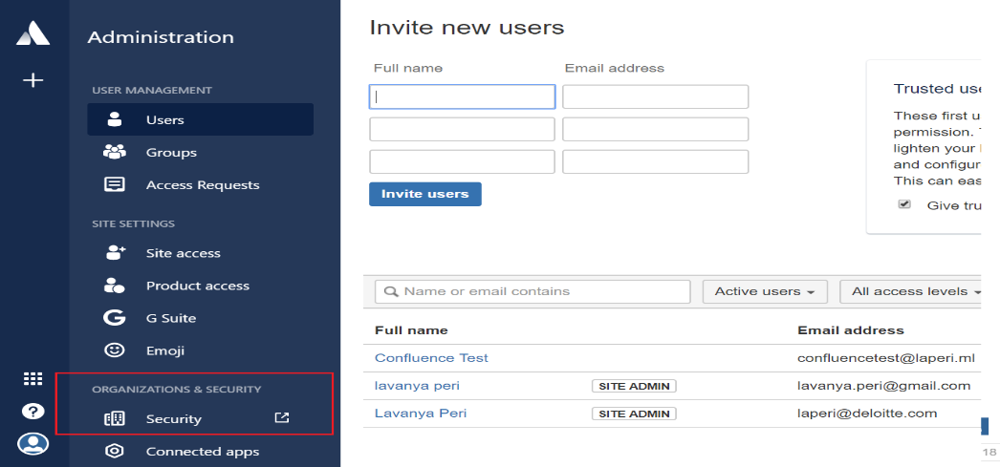 Administration
USER MANAGEMENT
Users
Groups
Access Requests
SITE SETTINGS
Site access
Product access
G Suite
Emoji
ORGANIZATIONS & SECURITY
Security
Connected apps
Invite new users
Full name Email address
Invite users
Trusted use
These first u
permission. T
lighten your
and configur
This can eas
Give tru
Name or email contains Active users All access levels
Full name Email address
Confluence Test confluencetest@laperi.ml
lavanya peri SITE ADMIN lavanya.peri@gmail.com
Lavanya Peri SITE ADMIN laperi@deloitte.com
18